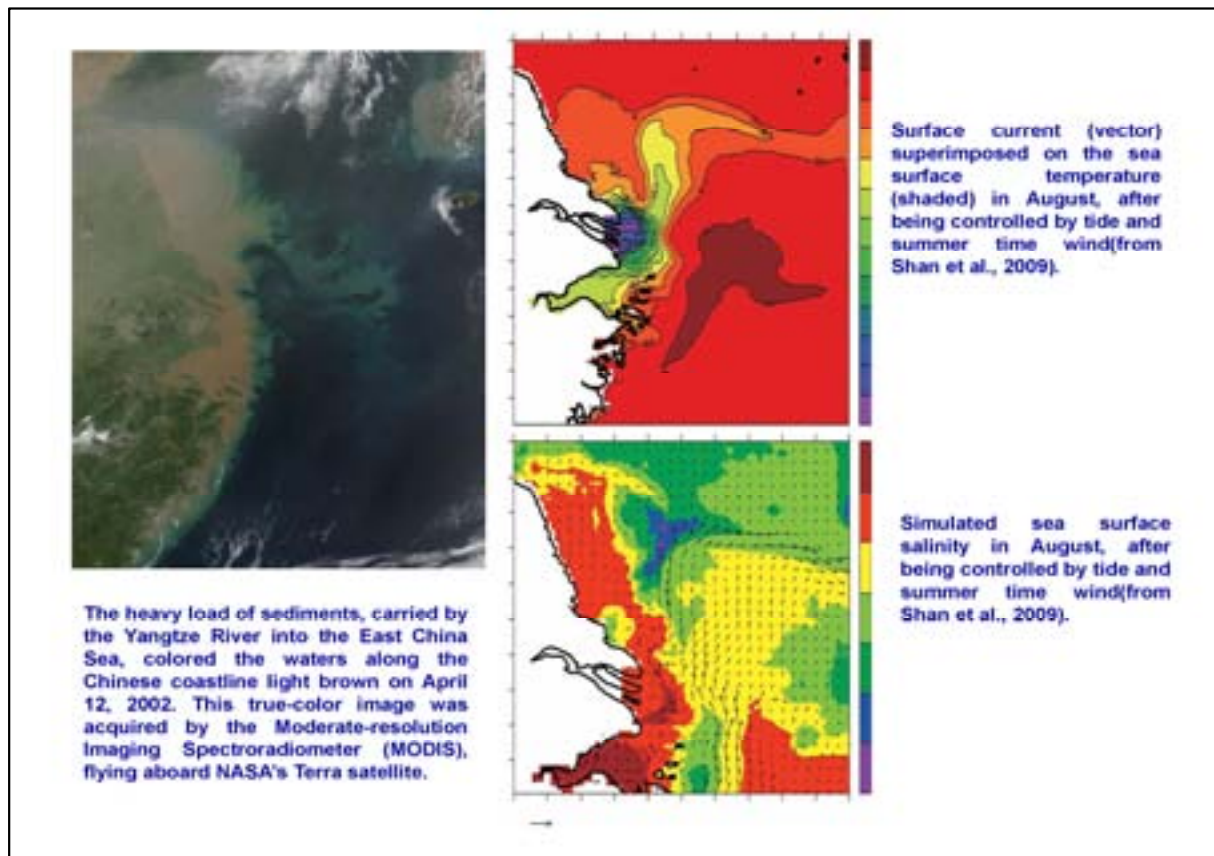 Surface current (vector)
superimposed on the sea
surface temperature
(shaded) in August, after
being controlled by tide and
summer time wind(from
Shan et al., 2009).
Simulated sea surface
salinity in August, after
being controlled by tide and
summer time wind(from
Shan et al., 2009).
The heavy load of sediments, carried by
the Yangtze River into the East China
Sea, colored the waters along the
Chinese coastline light brown on April
12, 2002. This true-color image was
acquired by the Moderate-resolution
Imaging Spectroradiometer (MODIS),
flying aboard NASA's Terra satellite.